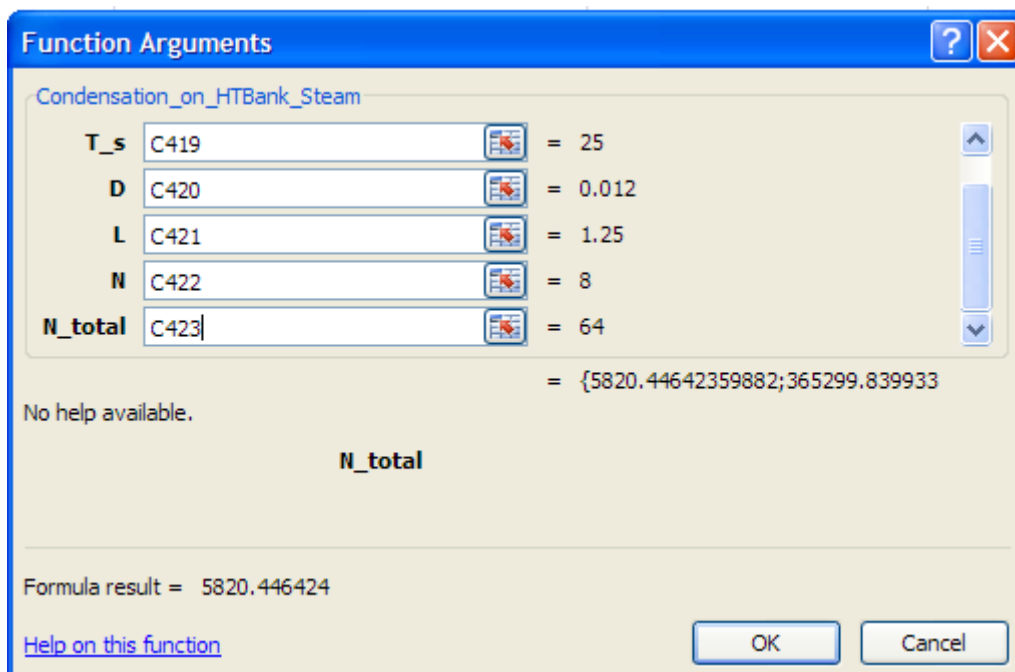 Function Arguments
Condensation_on_HTBank_Steam
T_s C419 = 25
D C420 = 0.012
L C421 = 1.25
N C422 = 8
N_total C423 = 64
= {5820.44642359882;365299.839933
No help available.
N_total
Formula result = 5820.446424
Help on this function OK Cancel